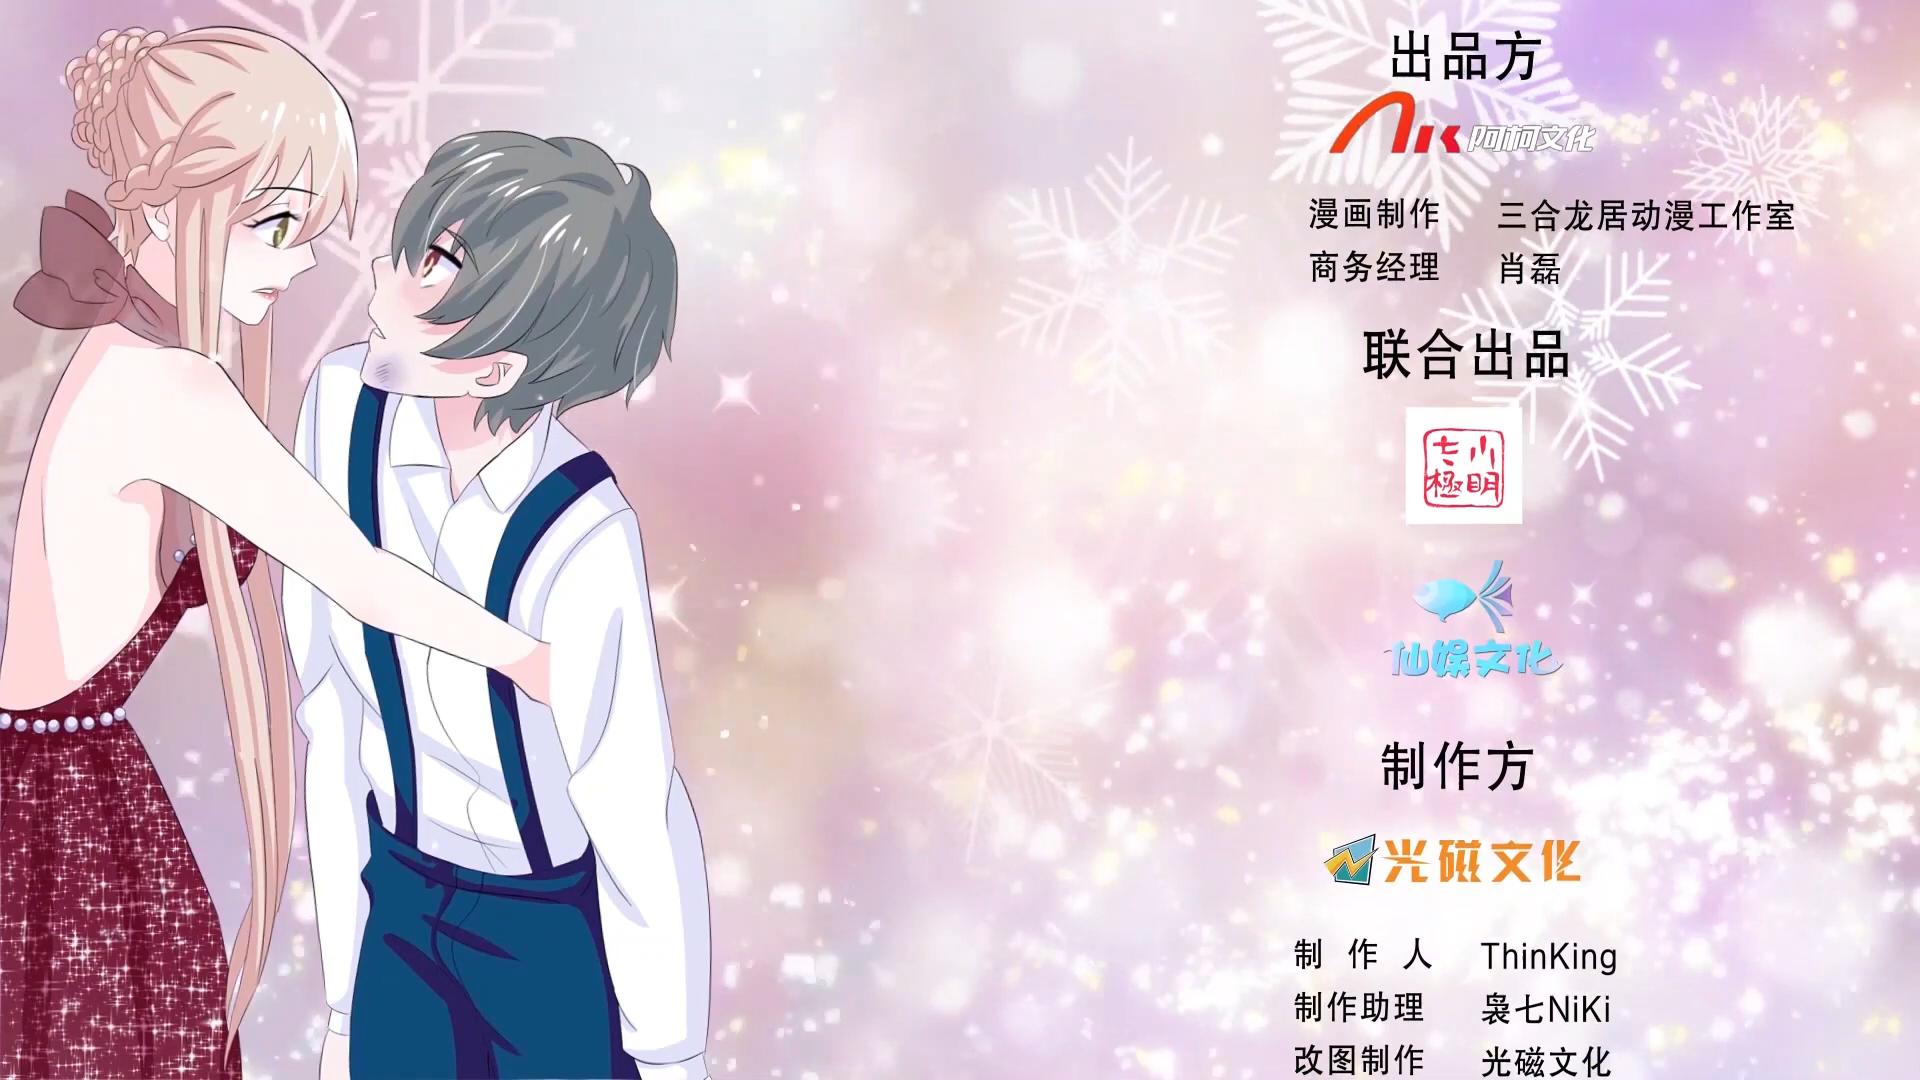 出品方
AK 阿柯文化
漫画制作 三合龙居动漫工作室
商务经理 肖磊
联合出品
小明
七極
仙娱文化
制作方
光磁文化
制作人 ThinKing
制作助理 袅七NiKi
改图制作 光磁文化